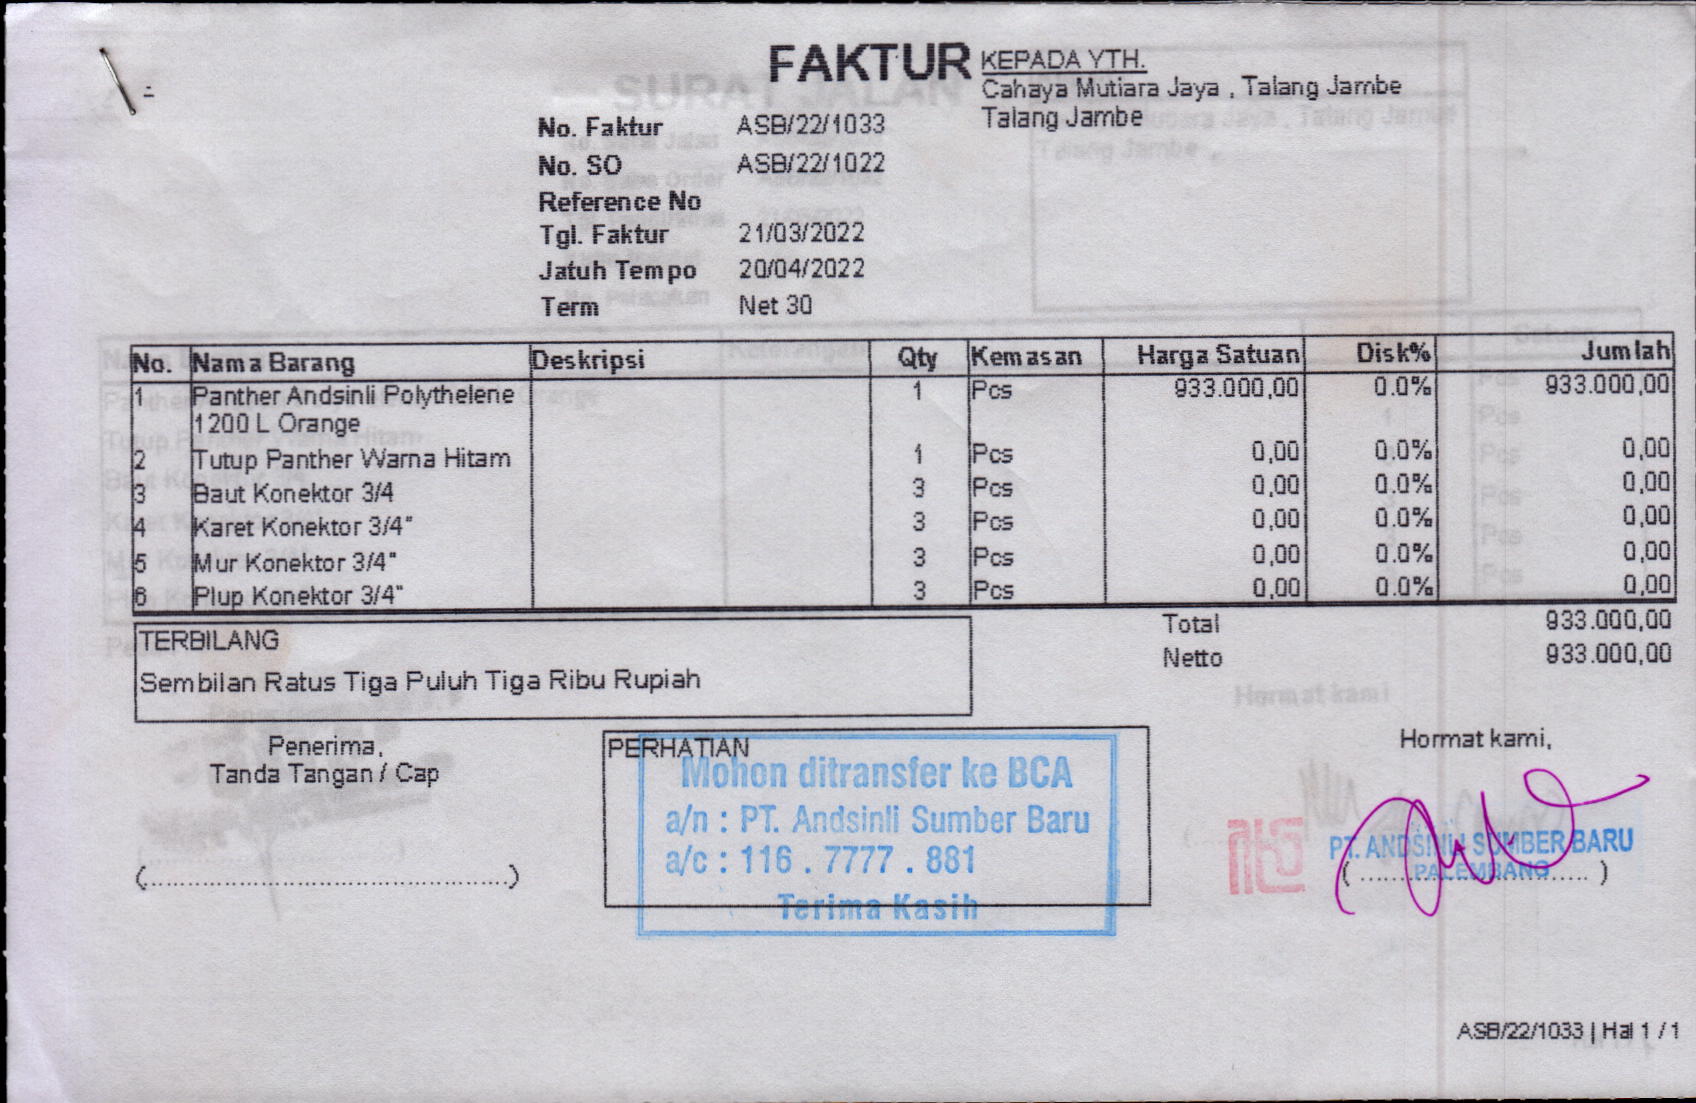 FAKTUR
KEPADA YTH.
Cahaya Mutiara Jaya , Talang Jambe
Talang Jambe
No. Faktur ASB/22/1033
No. SO ASB/22/1022
Reference No
Tgl. Faktur 21/03/2022
Jatuh Tempo 20/04/2022
Term Net 30
No. Nama Barang Deskripsi Qty Kemasan Harga Satuan Disk% Jumlah
1 Panther Andsinli Polythelene 1 Pcs 933.000,00 0.0% 933.000,00
1200 L Orange
2 Tutup Panther Warna Hitam 1 Pcs 0,00 0.0% 0,00
3 Baut Konektor 3/4 3 Pcs 0,00 0.0% 0,00
4 Karet Konektor 3/4" 3 Pcs 0,00 0.0% 0,00
5 Mur Konektor 3/4" 3 Pcs 0,00 0.0% 0,00
6 Plup Konektor 3/4" 3 Pcs 0,00 0.0% 0,00
Total 933.000,00
Netto 933.000,00
TERBILANG
Sembilan Ratus Tiga Puluh Tiga Ribu Rupiah
Penerima,
Tanda Tangan / Cap
(..............................................)
PERHATIAN
Mohon ditransfer ke BCA
a/n : PT. Andsinli Sumber Baru
a/c : 116 . 7777 . 881
Terima Kasih
Hormat kami,
PT. ANDSINLI SUMBER BARU
PALEMBANG
ASB/22/1033 | Hal 1 / 1